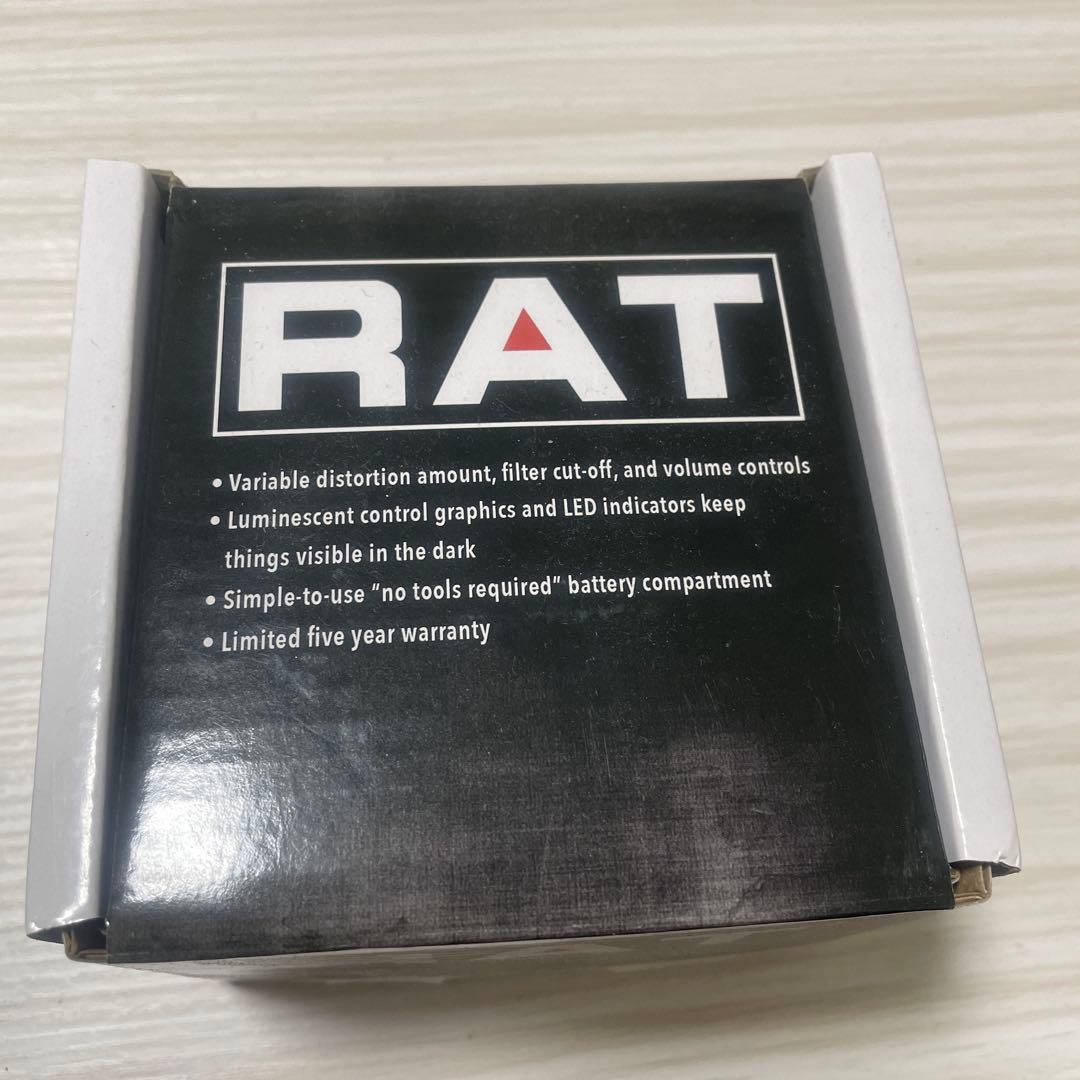 RAT
• Variable distortion amount, filter cut-off, and volume controls
• Luminescent control graphics and LED indicators keep
things visible in the dark
• Simple-to-use "no tools required" battery compartment
• Limited five year warranty